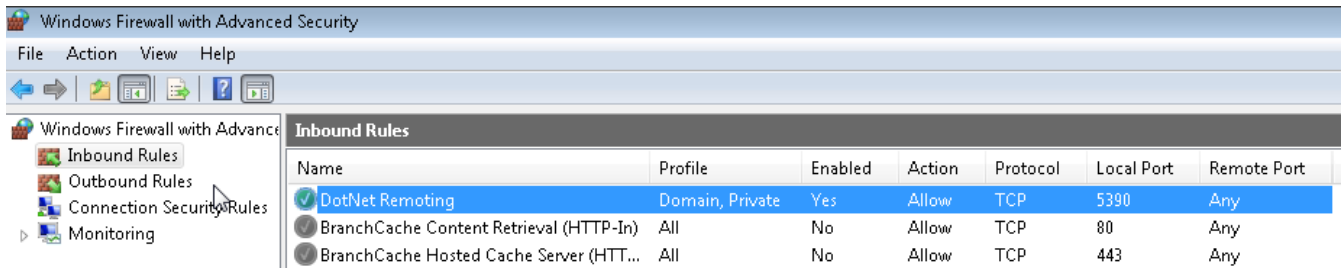 Windows Firewall with Advanced Security
File Action View Help
Windows Firewall with Advance
Inbound Rules
Outbound Rules
Connection Security Rules
Monitoring
Inbound Rules
Name Profile Enabled Action Protocol Local Port Remote Port
DotNet Remoting Domain, Private Yes Allow TCP 5390 Any
BranchCache Content Retrieval (HTTP-In) All No Allow TCP 80 Any
BranchCache Hosted Cache Server (HTT... All No Allow TCP 443 Any